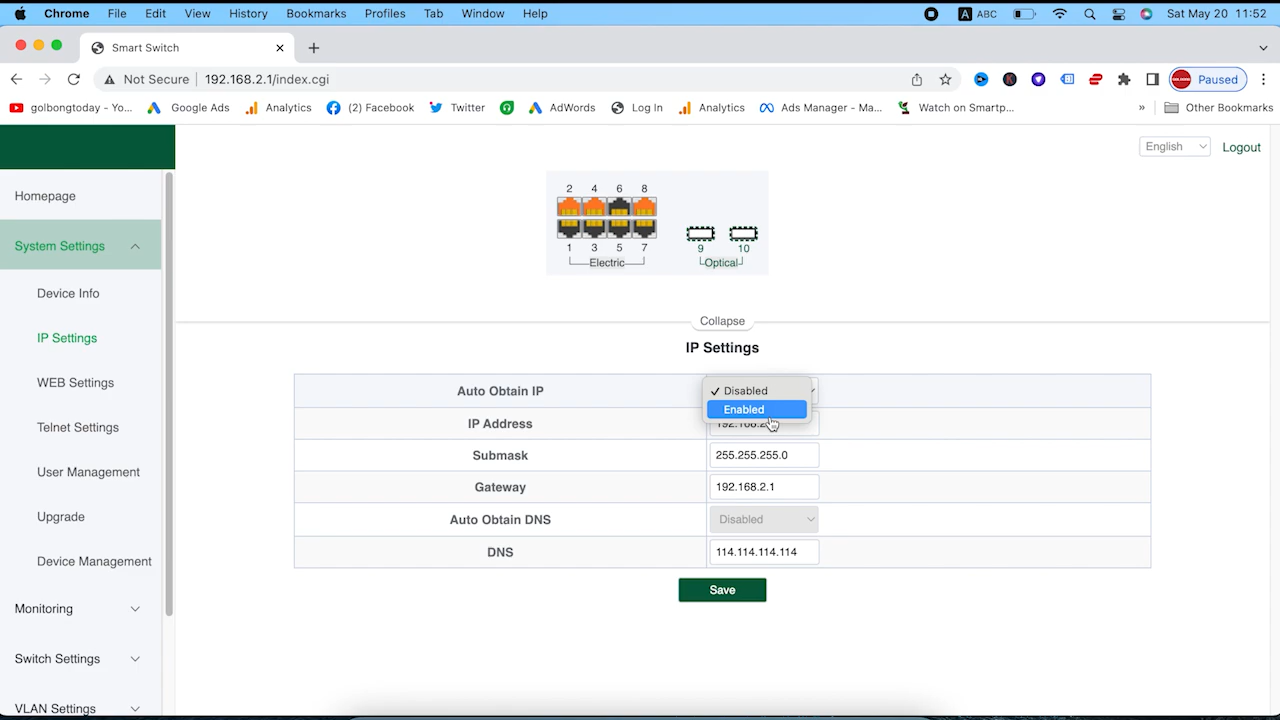 Chrome File Edit View History Bookmarks Profiles Tab Window Help A ABC Sat May 20 11:52
Smart Switch
Not Secure 192.168.2.1/index.cgi Paused
golbongtoday - Yo... Google Ads Analytics (2) Facebook Twitter AdWords Log In Analytics Ads Manager - Ma... Watch on Smartp... » Other Bookmarks
English Logout
2 4 6 8
1 3 5 7 9 10
Electric Optical
Collapse
Homepage
System Settings
Device Info
IP Settings
WEB Settings
Telnet Settings
User Management
Upgrade
Device Management
Monitoring
Switch Settings
VLAN Settings
IP Settings
Auto Obtain IP Disabled
Enabled
IP Address
Submask 255.255.255.0
Gateway 192.168.2.1
Auto Obtain DNS Disabled
DNS 114.114.114.114
Save